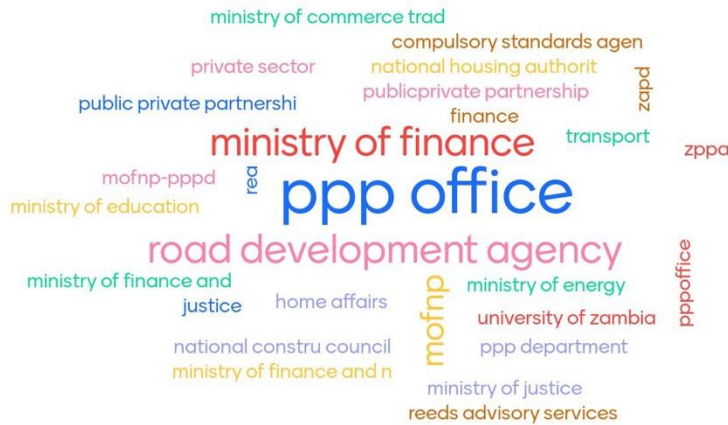 ministry of commerce trad
compulsory standards agen
private sector
national housing authorit
zapd
publicprivate partnership
public private partnershi
finance
ministry of finance
transport
zppa
mofnp-pppd
rea
ppp office
ministry of education
road development agency
pppoffice
ministry of finance and
mofnp
ministry of energy
justice
home affairs
university of zambia
national constru council
ppp department
ministry of finance and n
ministry of justice
reeds advisory services